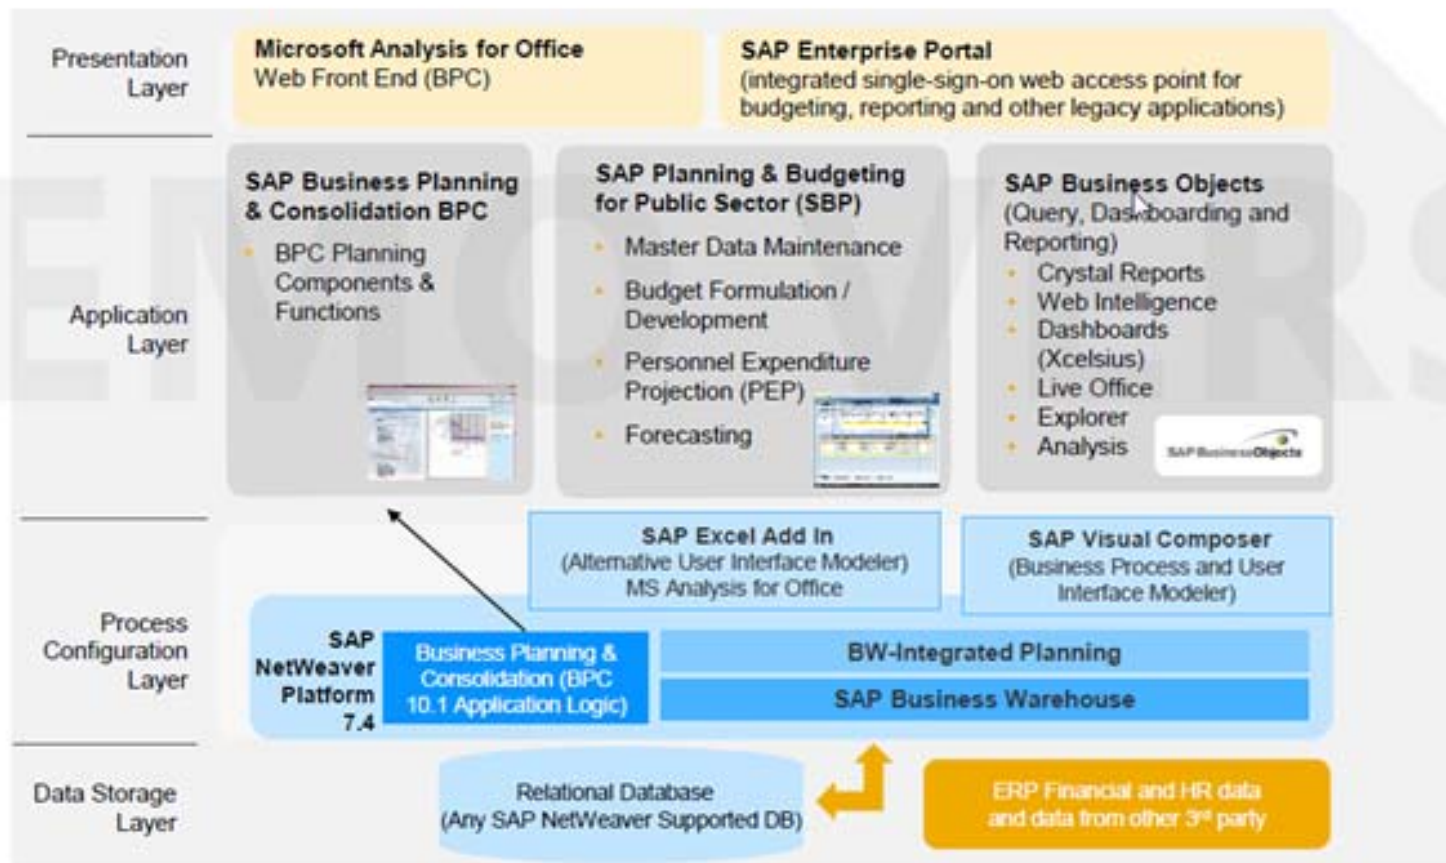 Presentation
Layer
Microsoft Analysis for Office
Web Front End (BPC)
SAP Enterprise Portal
(integrated single-sign-on web access point for
budgeting, reporting and other legacy applications)
Application
Layer
SAP Business Planning
& Consolidation BPC
• BPC Planning
Components &
Functions
SAP Planning & Budgeting
for Public Sector (SBP)
• Master Data Maintenance
• Budget Formulation /
Development
• Personnel Expenditure
Projection (PEP)
• Forecasting
SAP Business Objects
(Query, Dashboarding and
Reporting)
• Crystal Reports
• Web Intelligence
• Dashboards
(Xcelsius)
• Live Office
• Explorer
• Analysis
SAP BusinessObjects
Process
Configuration
Layer
SAP Excel Add In
(Alternative User Interface Modeler)
MS Analysis for Office
SAP Visual Composer
(Business Process and User
Interface Modeler)
SAP
NetWeaver
Platform
7.4
Business Planning &
Consolidation (BPC
10.1 Application Logic)
BW-Integrated Planning
SAP Business Warehouse
Data Storage
Layer
Relational Database
(Any SAP NetWeaver Supported DB)
ERP Financial and HR data
and data from other 3rd party